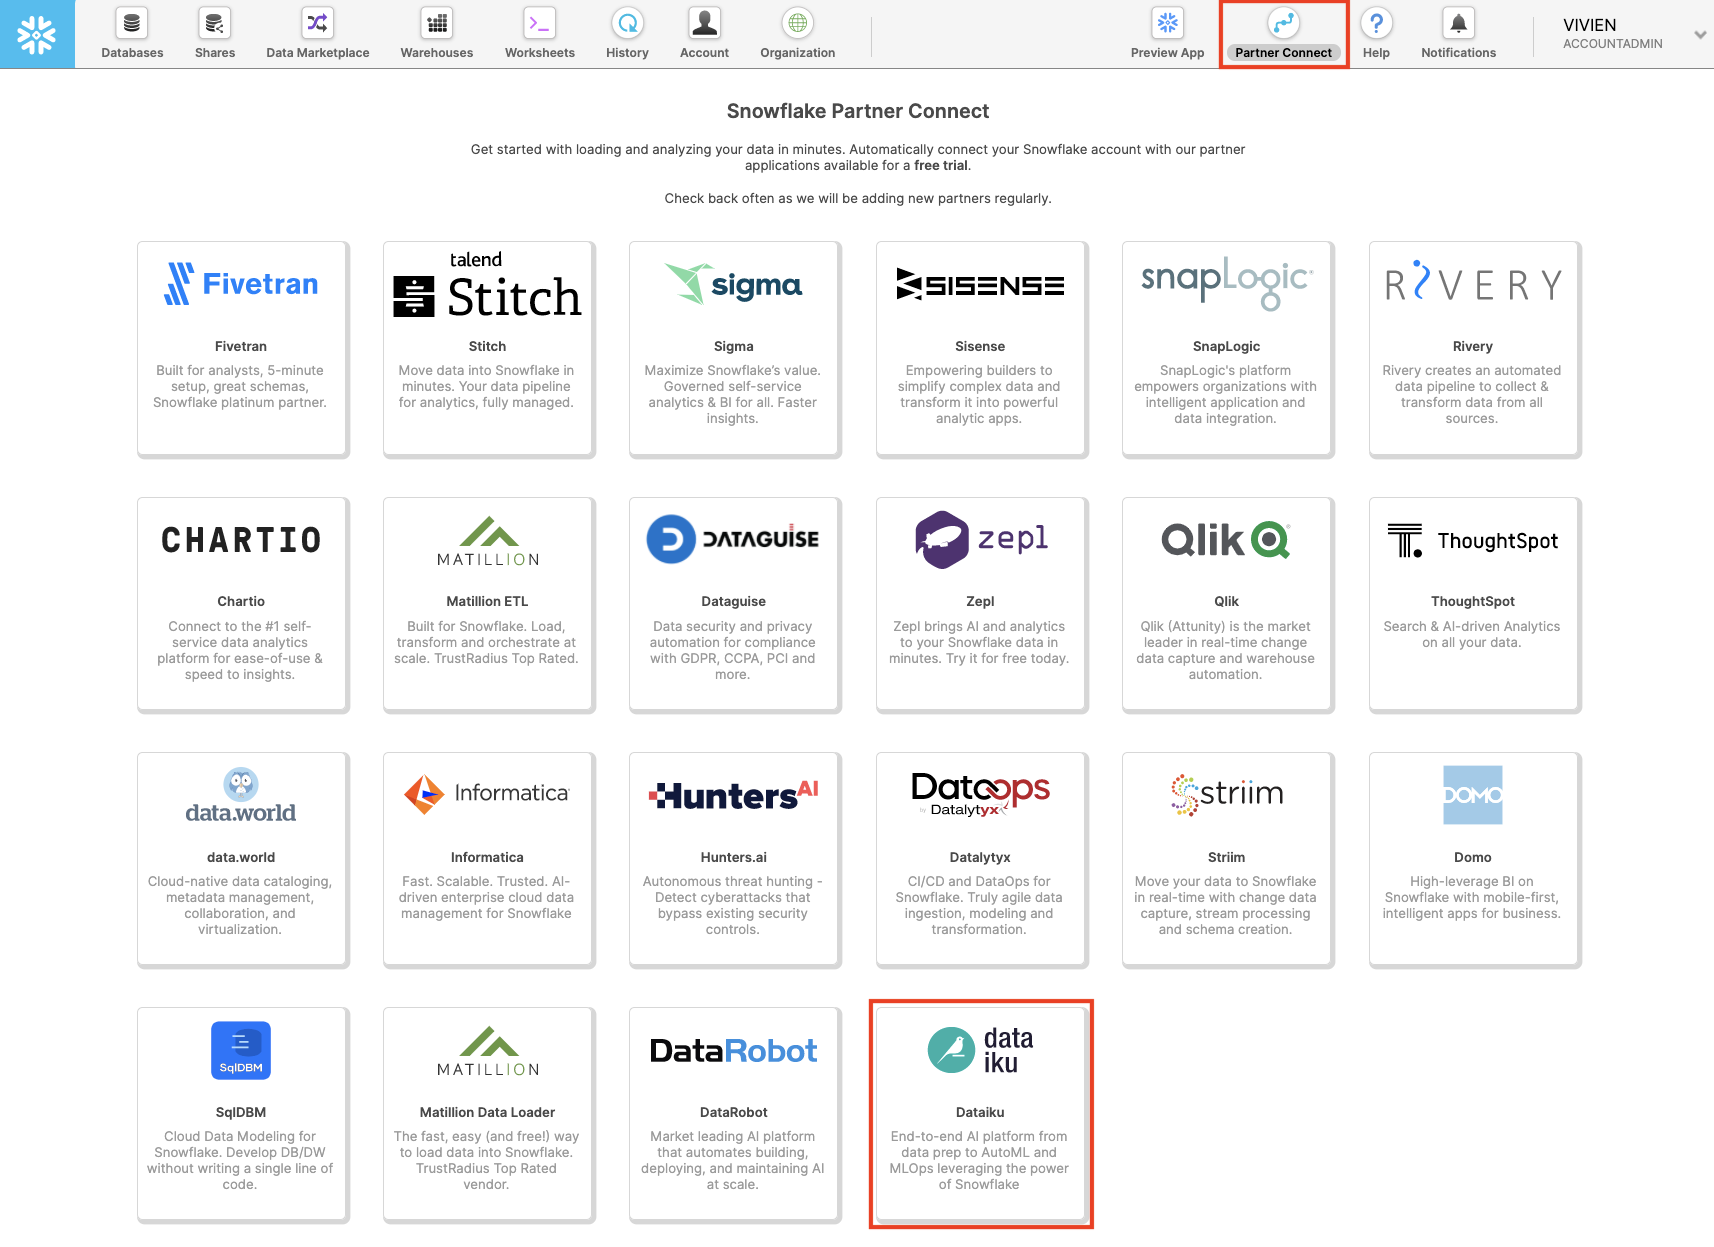 Databases
Shares
Data Marketplace
Warehouses
Worksheets
History
Account
Organization
Preview App
Partner Connect
Help
Notifications
VIVIEN
ACCOUNTADMIN
Snowflake Partner Connect
Get started with loading and analyzing your data in minutes. Automatically connect your Snowflake account with our partner
applications available for a free trial.
Check back often as we will be adding new partners regularly.
Fivetran
Fivetran
Built for analysts, 5-minute
setup, great schemas,
Snowflake platinum partner.
talend
Stitch
Stitch
Move data into Snowflake in
minutes. Your data pipeline
for analytics, fully managed.
sigma
Sigma
Maximize Snowflake's value.
Governed self-service
analytics & BI for all. Faster
insights.
SISENSE
Sisense
Empowering builders to
simplify complex data and
transform it into powerful
analytic apps.
snapLogic
SnapLogic
SnapLogic's platform
empowers organizations with
intelligent application and
data integration.
RIVERY
Rivery
Rivery creates an automated
data pipeline to collect &
transform data from all
sources.
CHARTIO
Chartio
Connect to the #1 self-
service data analytics
platform for ease-of-use &
speed to insights.
MATILLION
Matillion ETL
Built for Snowflake. Load,
transform and orchestrate at
scale. TrustRadius Top Rated.
DATAGUISE
Dataguise
Data security and privacy
automation for compliance
with GDPR, CCPA, PCI and
more.
zepl
Zepl
Zepl brings AI and analytics
to your Snowflake data in
minutes. Try it for free today.
Qlik
Qlik
Qlik (Attunity) is the market
leader in real-time change
data capture and warehouse
automation.
ThoughtSpot
ThoughtSpot
Search & AI-driven Analytics
on all your data.
data.world
data.world
Cloud-native data cataloging,
metadata management,
collaboration, and
virtualization.
Informatica
Informatica
Fast. Scalable. Trusted. AI-
driven enterprise cloud data
management for Snowflake
Hunters AI
Hunters.ai
Autonomous threat hunting -
Detect cyberattacks that
bypass existing security
controls.
DataOps
by Datalytyx
Datalytyx
CI/CD and DataOps for
Snowflake. Truly agile data
ingestion, modeling and
transformation.
striim
Striim
Move your data to Snowflake
in real-time with change data
capture, stream processing
and schema creation.
DOMO
Domo
High-leverage BI on
Snowflake with mobile-first,
intelligent apps for business.
SqlDBM
SqlDBM
Cloud Data Modeling for
Snowflake. Develop DB/DW
without writing a single line of
code.
MATILLION
Matillion Data Loader
The fast, easy (and free!) way
to load data into Snowflake.
TrustRadius Top Rated
vendor.
DataRobot
DataRobot
Market leading AI platform
that automates building,
deploying, and maintaining AI
at scale.
data
iku
Dataiku
End-to-end AI platform from
data prep to AutoML and
MLOps leveraging the power
of Snowflake